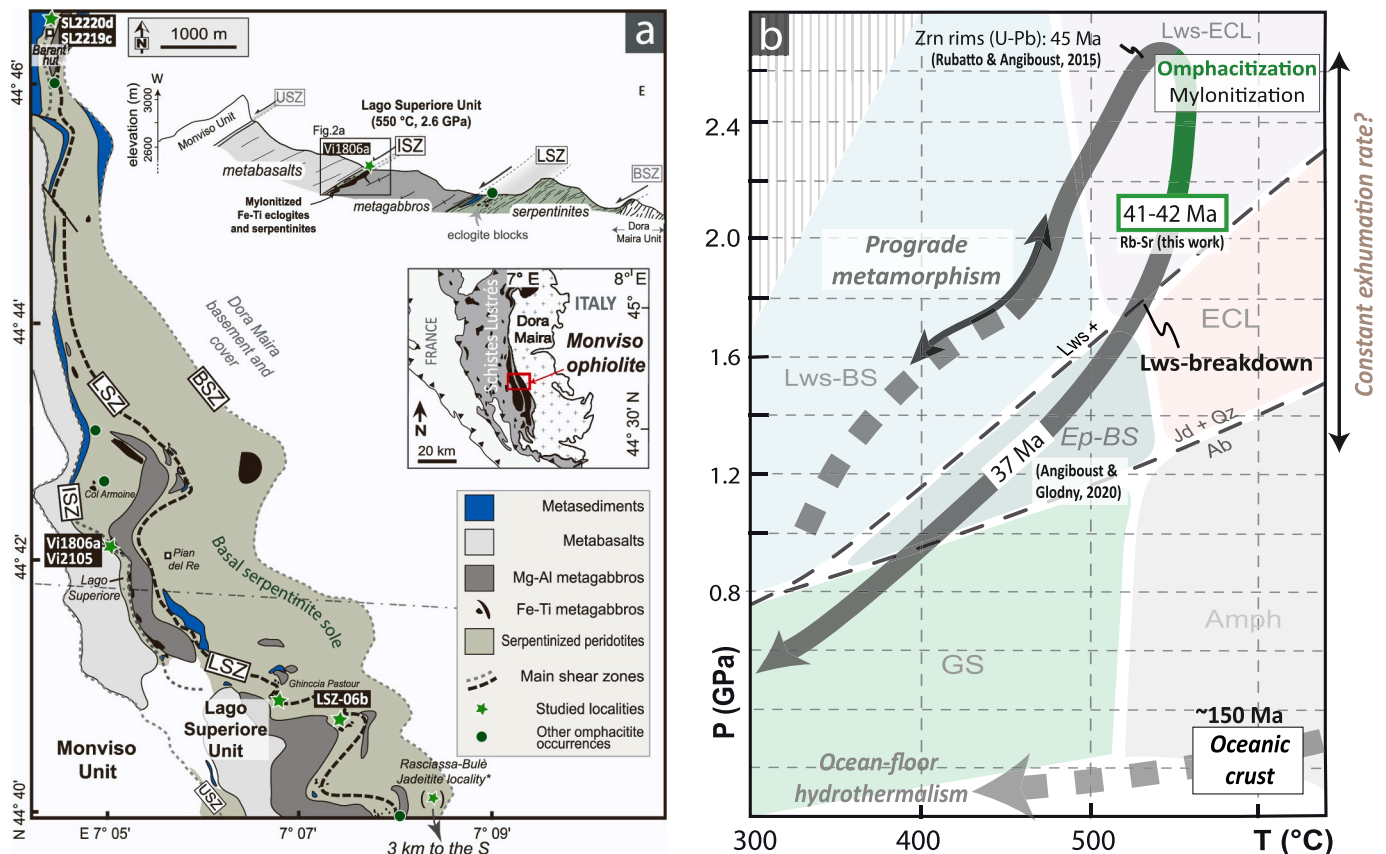 a
SL2220d
SL2219c
Barant
hut
N
1000 m
44° 46'
44° 44'
44° 42'
44° 40'
elevation (m)
3000
2600
W
E
USZ
Monviso Unit
Lago Superiore Unit
(550 °C, 2.6 GPa)
Fig.2a
Vi1806a
ISZ
LSZ
BSZ
metabasalts
metagabbros
serpentinites
Mylonitized
Fe-Ti eclogites
and serpentinites
eclogite blocks
Dora
Maira Unit
Dora Maira
basement and
cover
LSZ
BSZ
ISZ
Col Armoine
Vi1806a
Vi2105
Lago
Superiore
Pian
del Re
Basal serpentinite sole
LSZ
Ghinccia Pastour
LSZ-06b
Lago
Superiore
Unit
Monviso
Unit
USZ
Rasciassa-Bulè
Jadeitite locality*
3 km to the S
N
E 7° 05'
7° 07'
7° 09'
7° E
8° E
45°
44° 30' N
FRANCE
Schistes Lustrés
Dora
Maira
ITALY
Monviso
ophiolite
N
20 km
Metasediments
Metabasalts
Mg-Al metagabbros
Fe-Ti metagabbros
Serpentinized peridotites
Main shear zones
Studied localities
Other omphacitite
occurrences
b
Zrn rims (U-Pb): 45 Ma
(Rubatto & Angiboust, 2015)
Lws-ECL
Omphacitization
Mylonitization
41-42 Ma
Rb-Sr (this work)
Prograde
metamorphism
Lws-BS
Lws +
ECL
Lws-breakdown
Ep-BS
Jd + Qz
Ab
37 Ma
(Angiboust &
Glodny, 2020)
GS
Amph
~150 Ma
Oceanic
crust
Ocean-floor
hydrothermalism
Constant exhumation rate?
P (GPa)
2.4
2.0
1.6
1.2
0.8
300
400
500
T (°C)